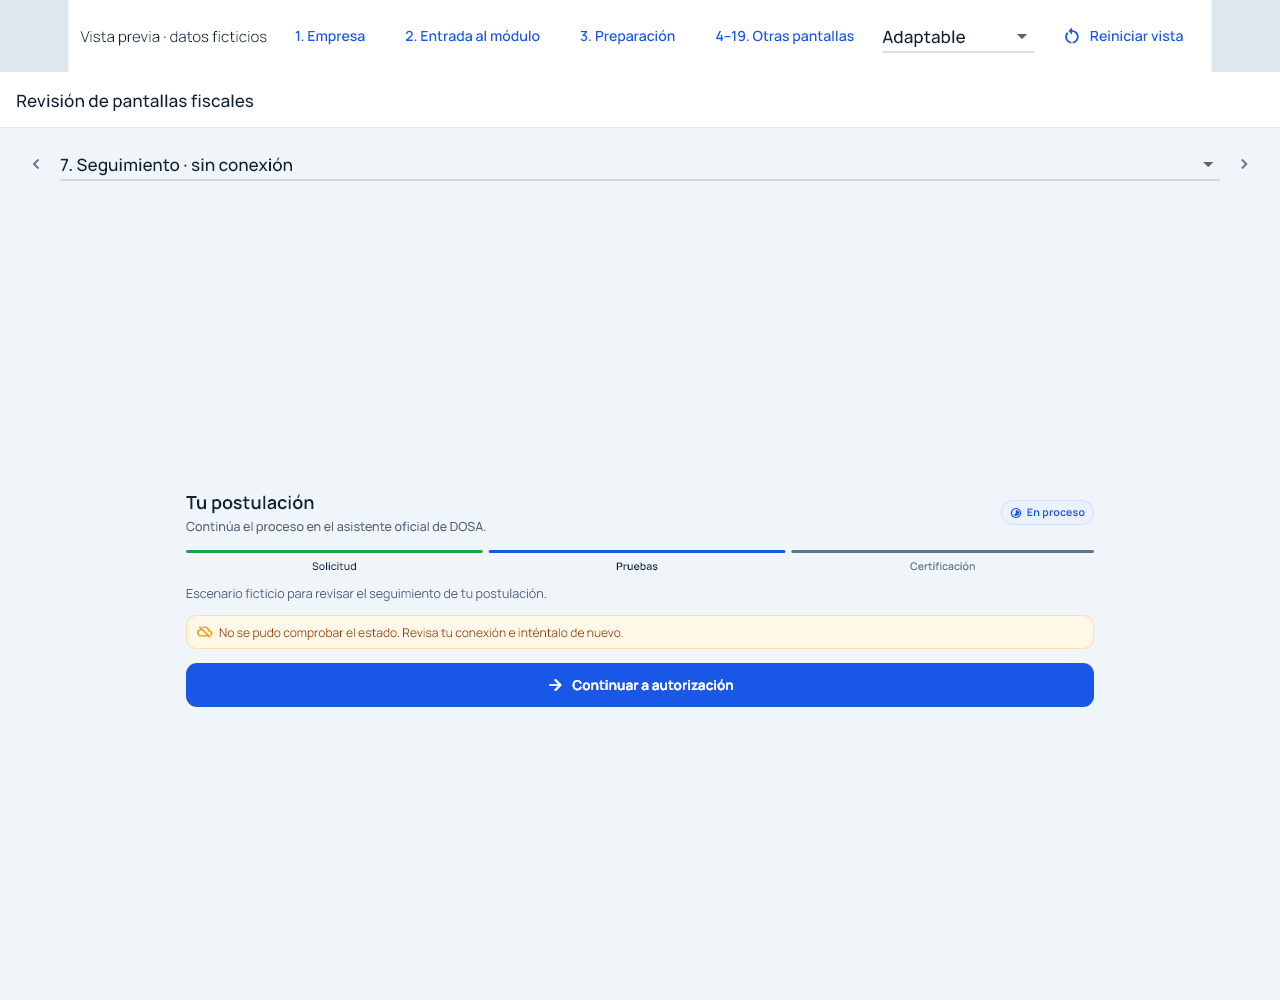 Vista previa · datos ficticios
1. Empresa
2. Entrada al módulo
3. Preparación
4–19. Otras pantallas
Adaptable
Reiniciar vista
Revisión de pantallas fiscales
7. Seguimiento · sin conexión
Tu postulación
Continúa el proceso en el asistente oficial de DOSA.
En proceso
Solicitud
Pruebas
Certificación
Escenario ficticio para revisar el seguimiento de tu postulación.
No se pudo comprobar el estado. Revisa tu conexión e inténtalo de nuevo.
Continuar a autorización